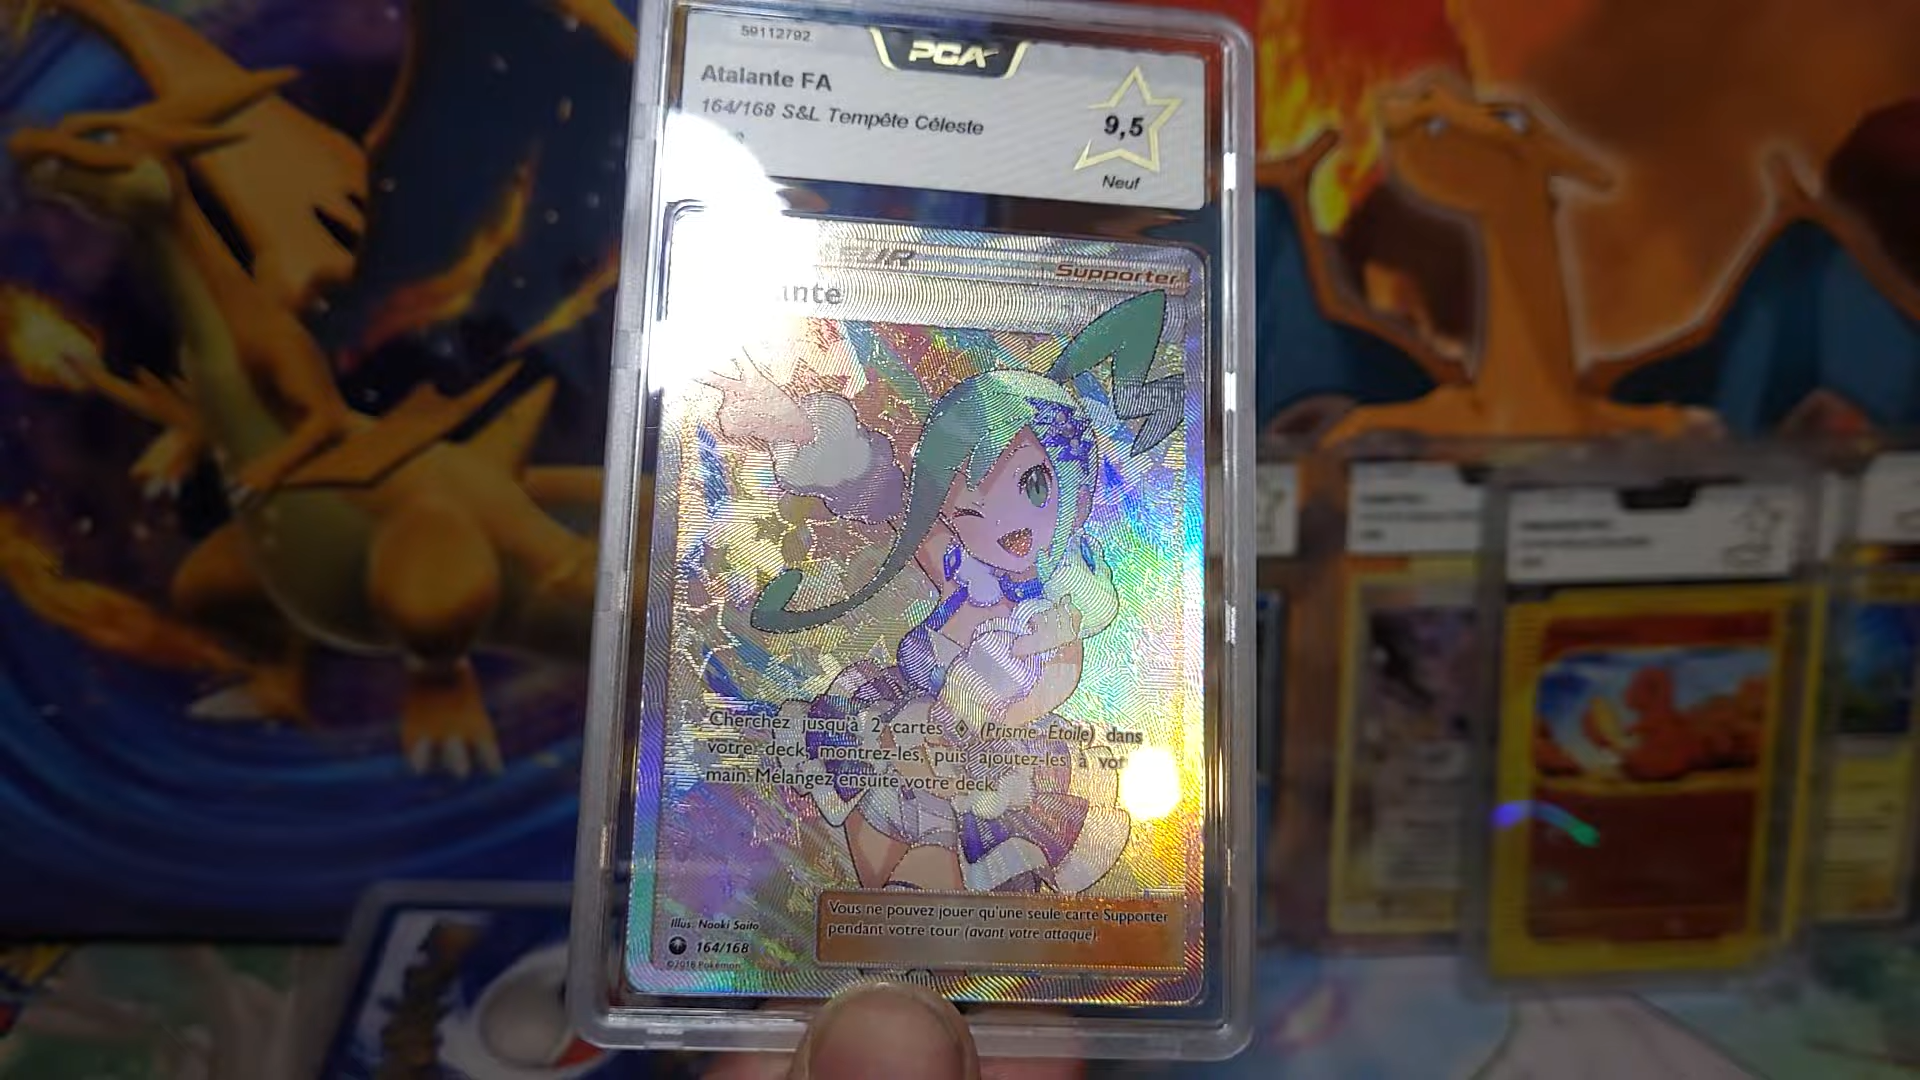 59112792
PCA
Atalante FA
164/168 S&L Tempête Céleste
9,5
Neuf
Supporter
Cherchez jusqu'à 2 cartes ◇ (Prisme Étoile) dans
votre deck, montrez-les, puis ajoutez-les à
main. Mélangez ensuite votre deck.
Vous ne pouvez jouer qu'une seule carte Supporter
pendant votre tour (avant votre attaque).
Illus. Naoki Saito
164/168
©2018 Pokémon